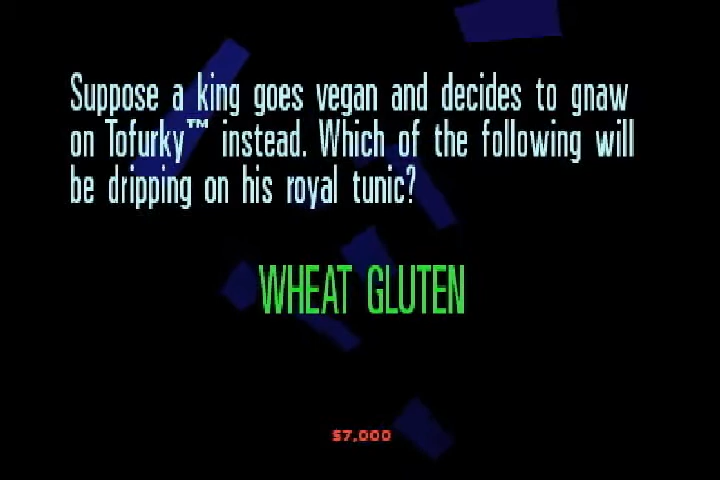 Suppose a king goes vegan and decides to gnaw
on Tofurky™ instead. Which of the following will
be dripping on his royal tunic?
WHEAT GLUTEN
$7,000